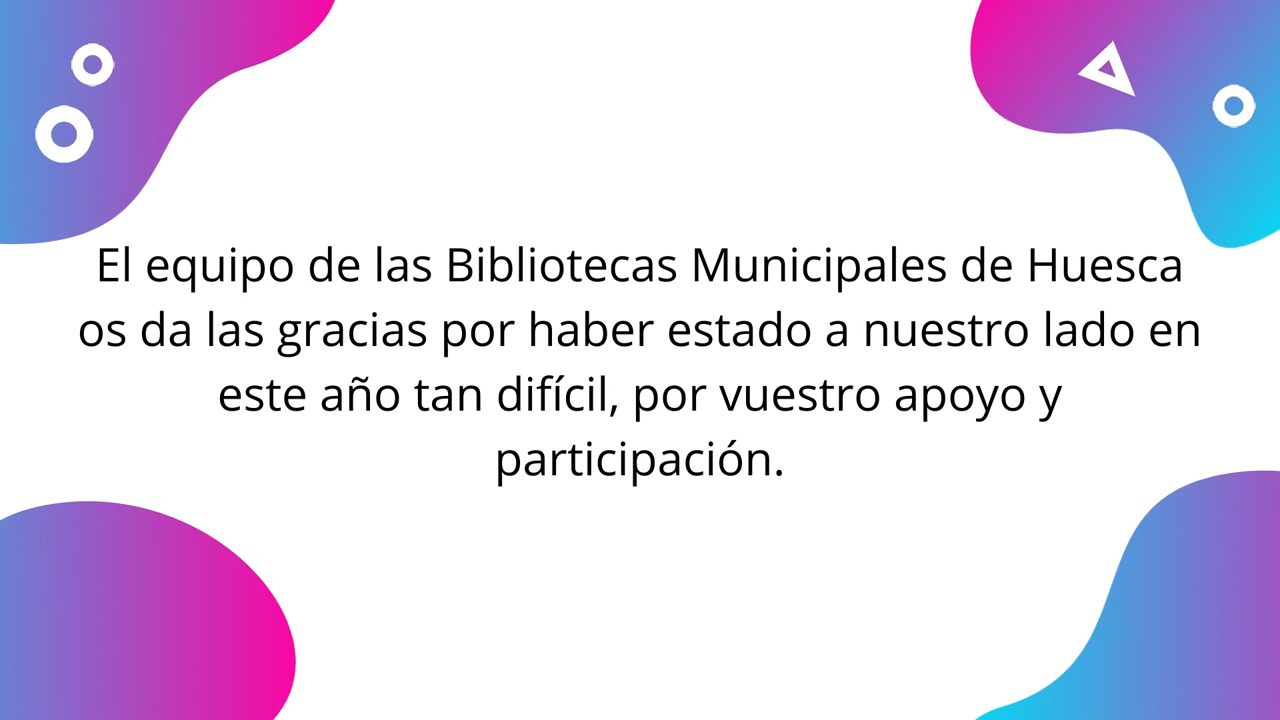 El equipo de las Bibliotecas Municipales de Huesca
os da las gracias por haber estado a nuestro lado en
este año tan difícil, por vuestro apoyo y
participación.